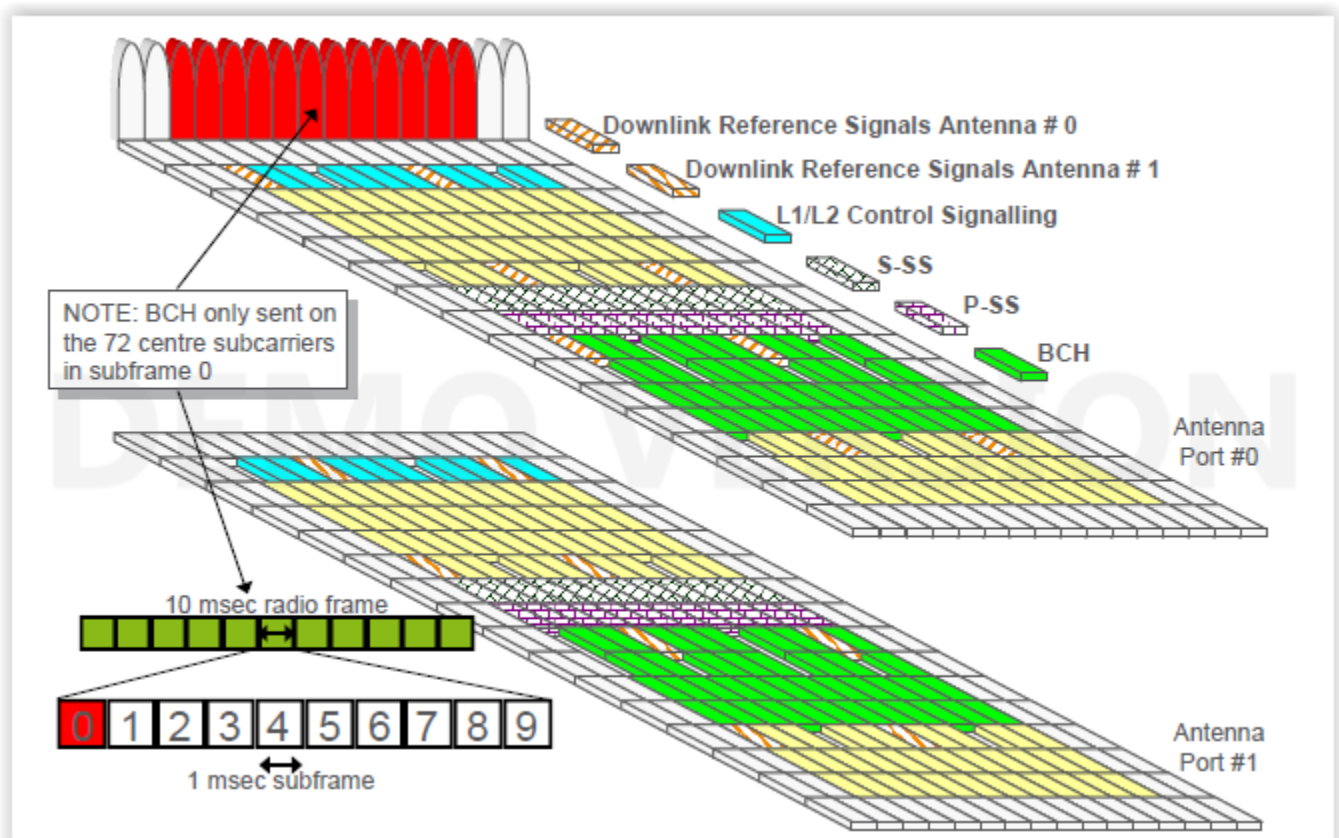 Downlink Reference Signals Antenna # 0
Downlink Reference Signals Antenna # 1
L1/L2 Control Signalling
S-SS
P-SS
BCH
NOTE: BCH only sent on
the 72 centre subcarriers
in subframe 0
Antenna
Port #0
10 msec radio frame
0 1 2 3 4 5 6 7 8 9
1 msec subframe
Antenna
Port #1